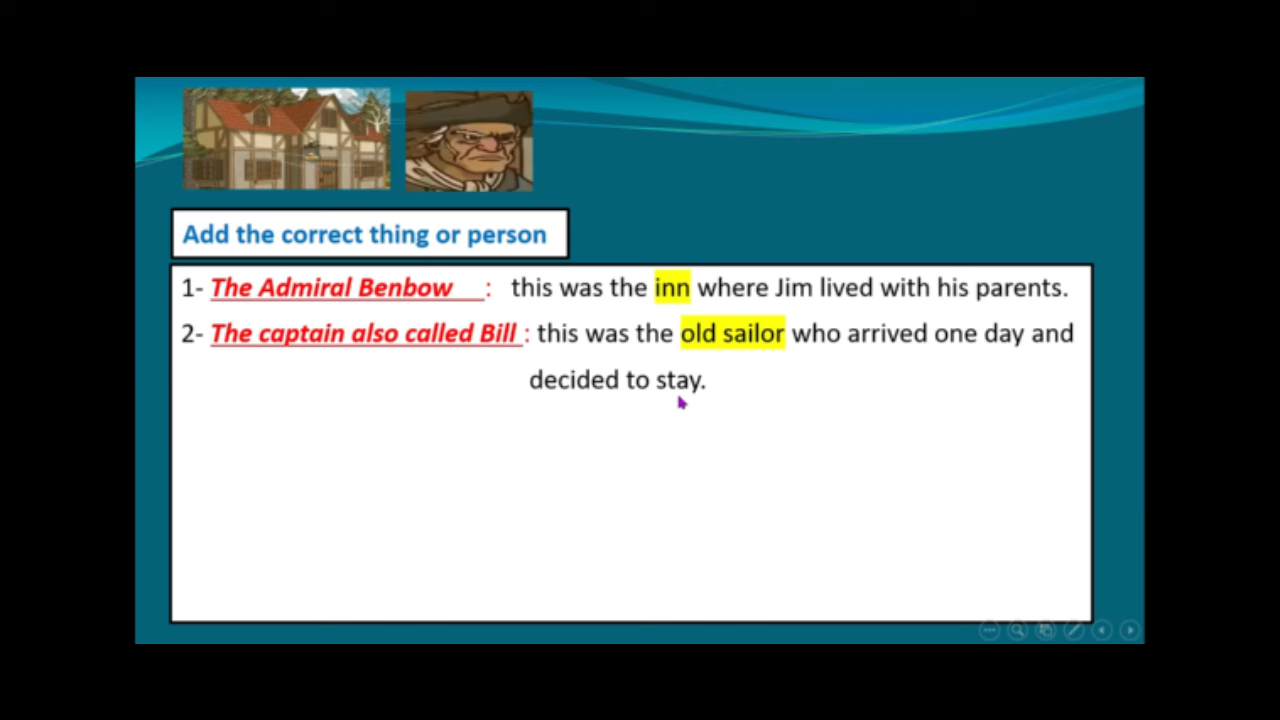 Add the correct thing or person
1- The Admiral Benbow : this was the inn where Jim lived with his parents.
2- The captain also called Bill : this was the old sailor who arrived one day and
decided to stay.